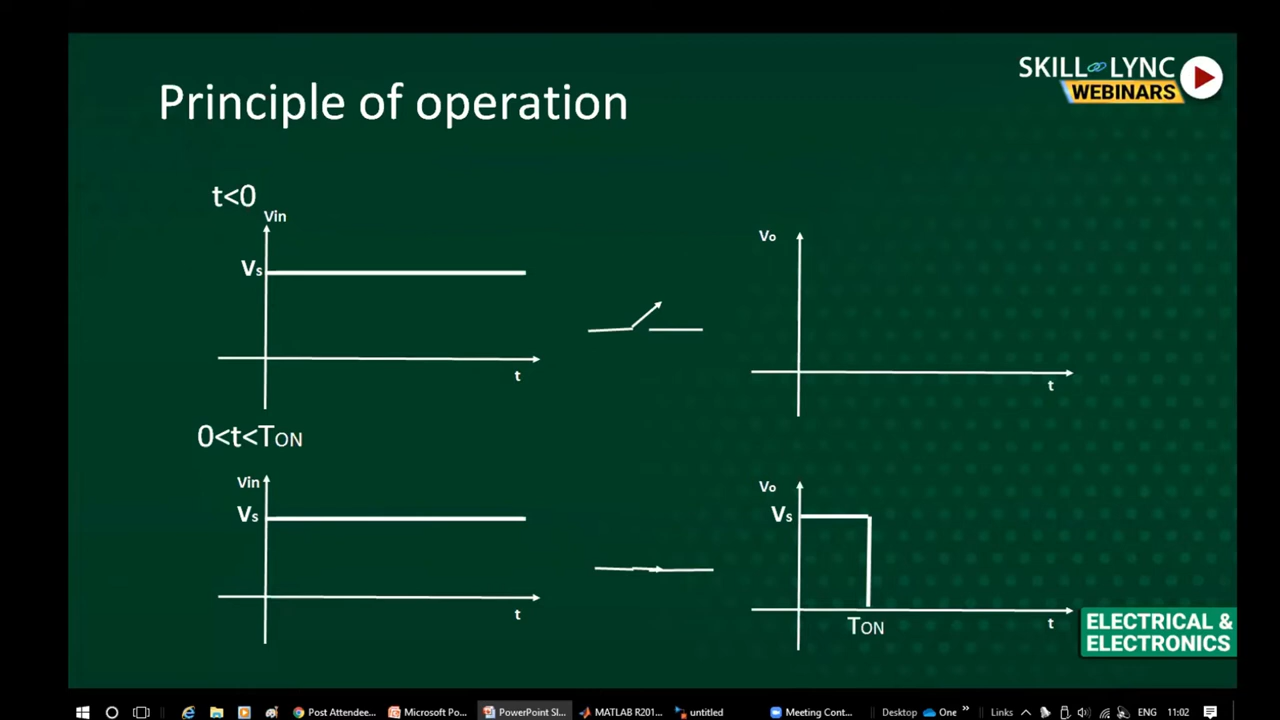 SKILL LYNC
WEBINARS
Principle of operation
t<0
Vin
Vs
t
Vo
t
0<t<TON
Vin
Vs
t
Vo
Vs
TON
t
ELECTRICAL &
ELECTRONICS
Post Attendee...
Microsoft Po...
PowerPoint Sl...
MATLAB R201...
untitled
Meeting Cont...
Desktop
One
Links
ENG
11:02